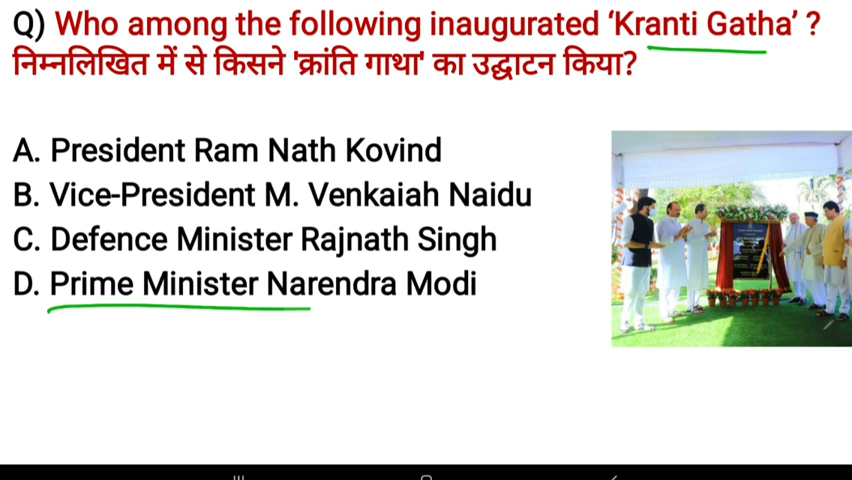 Q) Who among the following inaugurated ‘Kranti Gatha’ ?
निम्नलिखित में से किसने 'क्रांति गाथा' का उद्घाटन किया?
A. President Ram Nath Kovind
B. Vice-President M. Venkaiah Naidu
C. Defence Minister Rajnath Singh
D. Prime Minister Narendra Modi